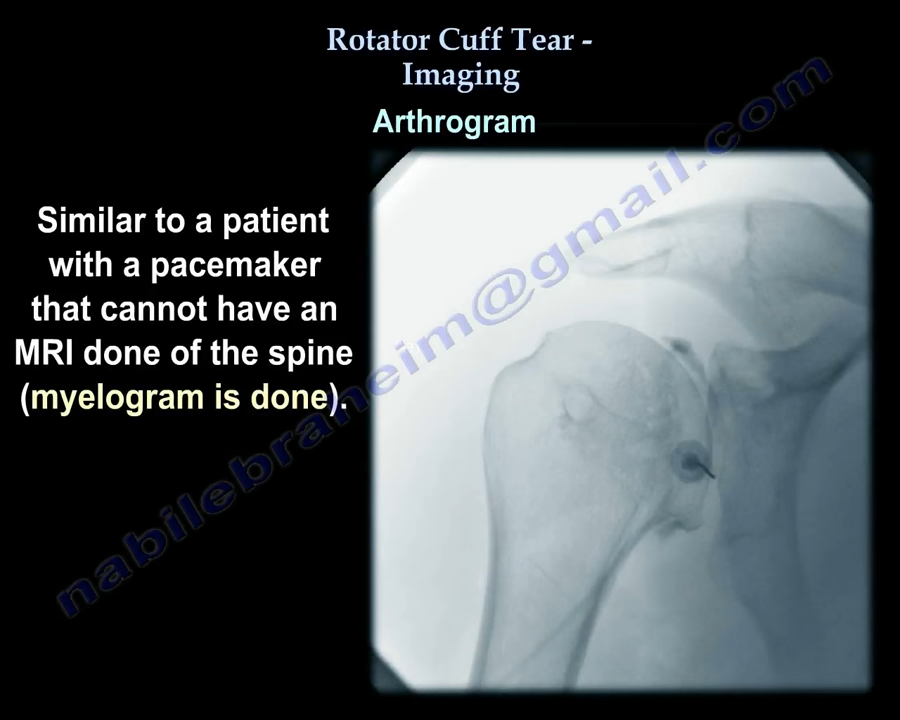 Rotator Cuff Tear -
Imaging
Arthrogram
Similar to a patient
with a pacemaker
that cannot have an
MRI done of the spine
(myelogram is done).
nabilebraheim@gmail.com